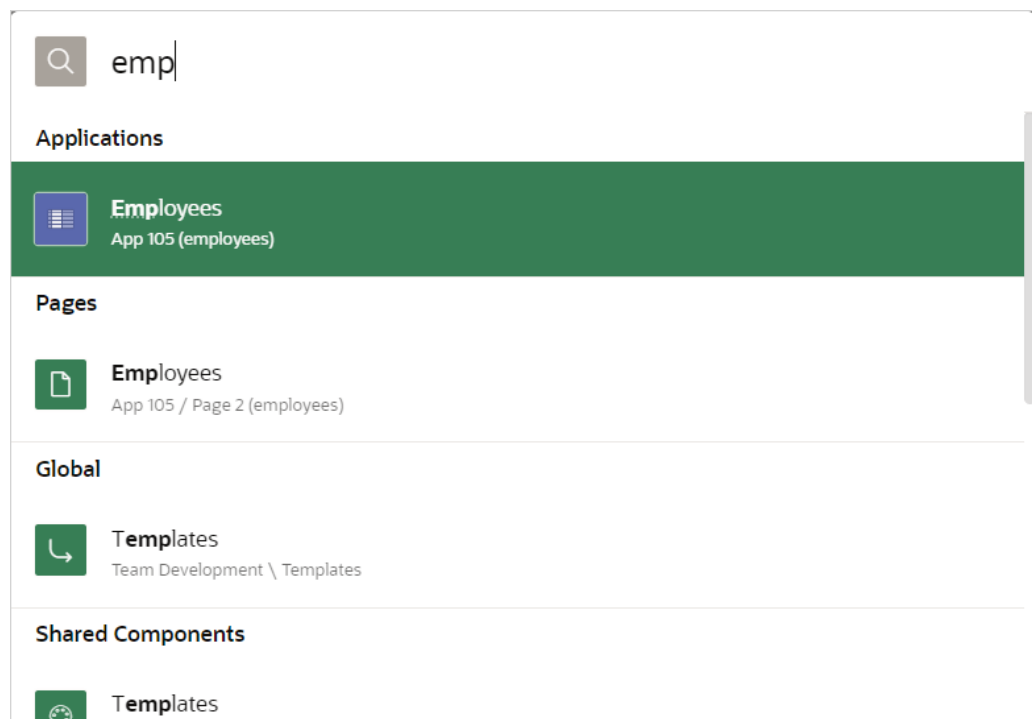 emp
Applications
Employees
App 105 (employees)
Pages
Employees
App 105 / Page 2 (employees)
Global
Templates
Team Development \ Templates
Shared Components
Templates